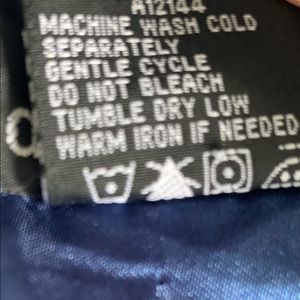 A12144
MACHINE WASH COLD
SEPARATELY
GENTLE CYCLE
DO NOT BLEACH
TUMBLE DRY LOW
WARM IRON IF NEEDED